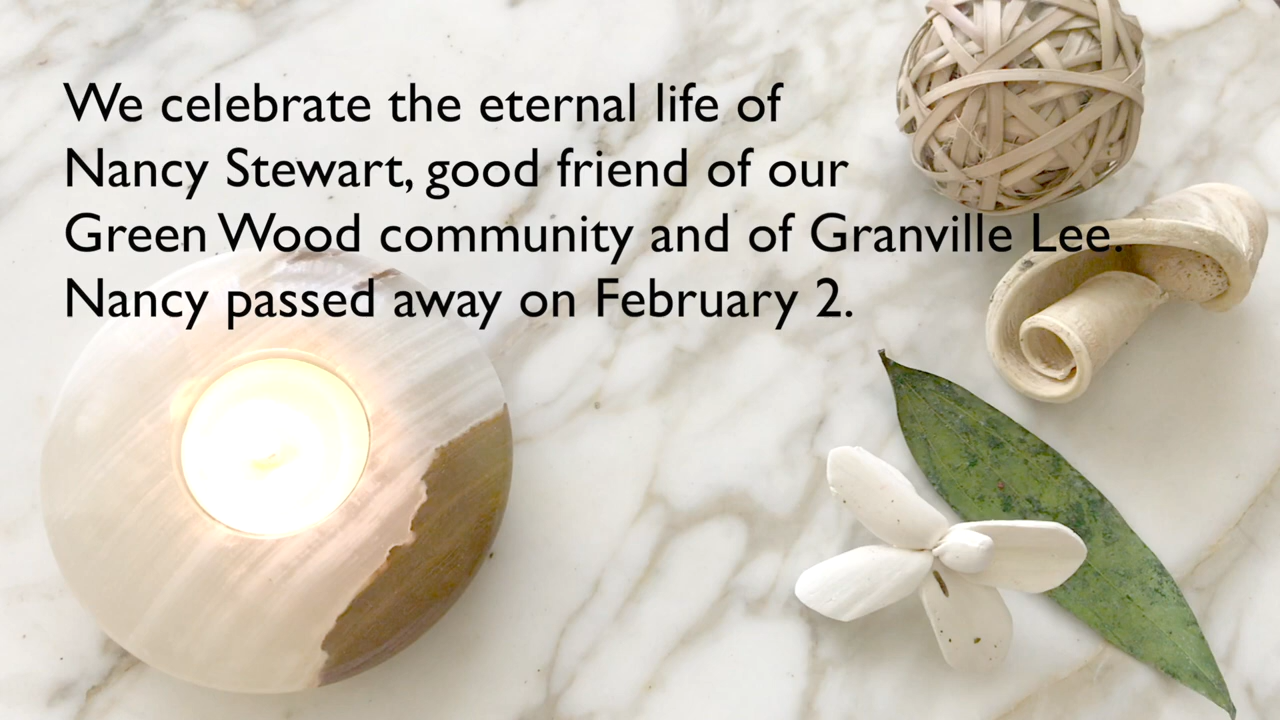 We celebrate the eternal life of
Nancy Stewart, good friend of our
Green Wood community and of Granville Lee.
Nancy passed away on February 2.